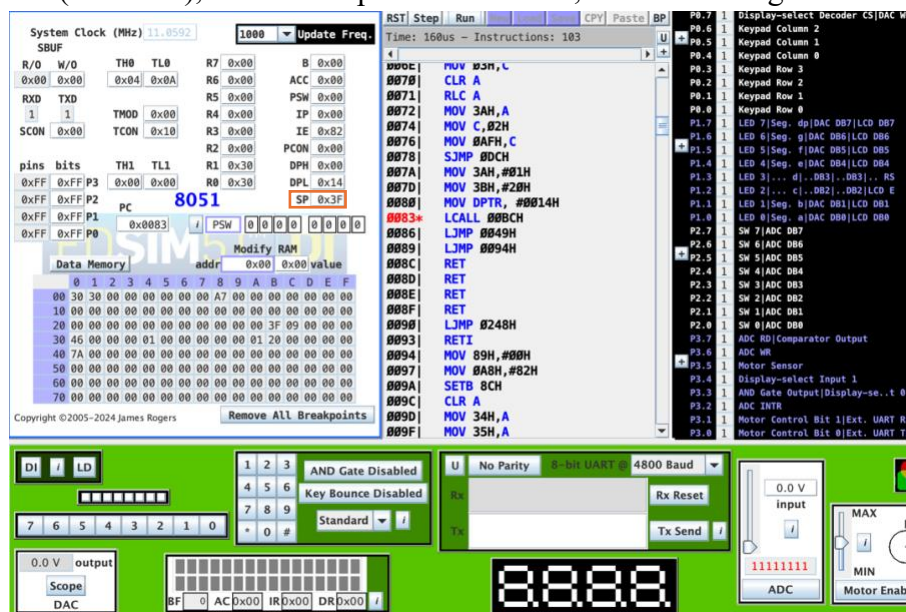 RST Step Run New Load Save CPY Paste BP
System Clock (MHz) 11.0592 1000 Update Freq.
SBUF
R/O W/O TH0 TL0 R7 0x00 B 0x00
0x00 0x00 0x04 0x0A R6 0x00 ACC 0x00
RXD TXD R5 0x00 PSW 0x00
1 1 TMOD 0x00 R4 0x00 IP 0x00
SCON 0x00 TCON 0x10 R3 0x00 IE 0x82
R2 0x00 PCON 0x00
pins bits TH1 TL1 R1 0x30 DPH 0x00
0xFF 0xFF P3 0x00 0x00 R0 0x30 DPL 0x14
0xFF 0xFF P2 PC 8051 SP 0x3F
0xFF 0xFF P1 0x0083 i PSW 0 0 0 0 0 0 0 0
0xFF 0xFF P0
Modify RAM
Data Memory addr 0x00 0x00 value
0 1 2 3 4 5 6 7 8 9 A B C D E F
00 30 30 00 00 00 00 00 00 A7 00 00 00 00 00 00 00
10 00 00 00 00 00 00 00 00 00 00 00 00 00 00 00 00
20 00 00 00 00 00 00 00 00 00 00 00 00 3F 09 00 00
30 46 00 00 00 01 00 00 00 00 00 01 20 00 00 00 00
40 7A 00 00 00 00 00 00 00 00 00 00 00 00 00 00 00
50 00 00 00 00 00 00 00 00 00 00 00 00 00 00 00 00
60 00 00 00 00 00 00 00 00 00 00 00 00 00 00 00 00
70 00 00 00 00 00 00 00 00 00 00 00 00 00 00 00 00
Copyright ©2005-2024 James Rogers Remove All Breakpoints
Time: 160us - Instructions: 103 U
006E| MOV 03H,C
0070| CLR A
0071| RLC A
0072| MOV 3AH,A
0074| MOV C,02H
0076| MOV 0AFH,C
0078| SJMP 0DCH
007A| MOV 3AH,#01H
007D| MOV 3BH,#20H
0080| MOV DPTR, #0014H
0083* LCALL 00BCH
0086| LJMP 0049H
0089| LJMP 0094H
008C| RET
008D| RET
008E| RET
008F| RET
0090| LJMP 0248H
0093| RETI
0094| MOV 89H,#00H
0097| MOV 0A8H,#82H
009A| SETB 8CH
009C| CLR A
009D| MOV 34H,A
009F| MOV 35H,A
P0.7 1 Display-select Decoder CS|DAC W
P0.6 1 Keypad Column 2
P0.5 1 Keypad Column 1
P0.4 1 Keypad Column 0
P0.3 1 Keypad Row 3
P0.2 1 Keypad Row 2
P0.1 1 Keypad Row 1
P0.0 1 Keypad Row 0
P1.7 1 LED 7|Seg. dp|DAC DB7|LCD DB7
P1.6 1 LED 6|Seg. g|DAC DB6|LCD DB6
P1.5 1 LED 5|Seg. f|DAC DB5|LCD DB5
P1.4 1 LED 4|Seg. e|DAC DB4|LCD DB4
P1.3 1 LED 3|... d|..DB3|..DB3|.. RS
P1.2 1 LED 2|... c|..DB2|..DB2|LCD E
P1.1 1 LED 1|Seg. b|DAC DB1|LCD DB1
P1.0 1 LED 0|Seg. a|DAC DB0|LCD DB0
P2.7 1 SW 7|ADC DB7
P2.6 1 SW 6|ADC DB6
P2.5 1 SW 5|ADC DB5
P2.4 1 SW 4|ADC DB4
P2.3 1 SW 3|ADC DB3
P2.2 1 SW 2|ADC DB2
P2.1 1 SW 1|ADC DB1
P2.0 1 SW 0|ADC DB0
P3.7 1 ADC RD|Comparator Output
P3.6 1 ADC WR
P3.5 1 Motor Sensor
P3.4 1 Display-select Input 1
P3.3 1 AND Gate Output|Display-se..t 0
P3.2 1 ADC INTR
P3.1 1 Motor Control Bit 1|Ext. UART R
P3.0 1 Motor Control Bit 0|Ext. UART T
DI i LD
7 6 5 4 3 2 1 0
0.0 V output
Scope
DAC
1 2 3 AND Gate Disabled
4 5 6 Key Bounce Disabled
7 8 9 Standard i
* 0 #
BF 0 AC 0x00 IR 0x00 DR 0x00 i
U No Parity 8-bit UART @ 4800 Baud
Rx Rx Reset
Tx Tx Send i
8.8.8.8.
0.0 V
input
i
11111111
ADC
MAX
i
MIN
Motor Enab